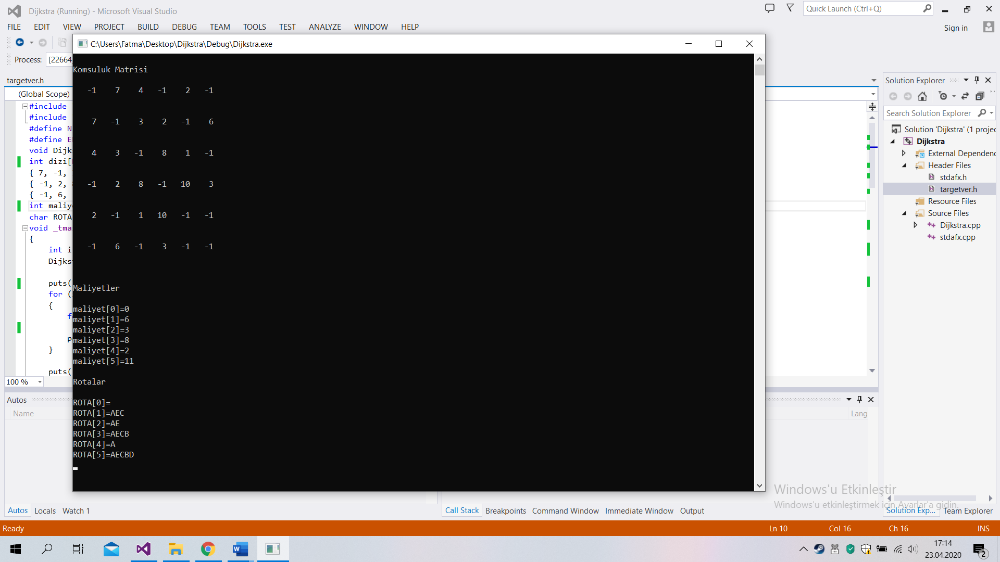 Dijkstra (Running) - Microsoft Visual Studio
Quick Launch (Ctrl+Q)
FILE EDIT VIEW PROJECT BUILD DEBUG TEAM TOOLS TEST ANALYZE WINDOW HELP
Sign in
C:\Users\Fatma\Desktop\Dijkstra\Debug\Dijkstra.exe
Process: [22664
targetver.h
(Global Scope)
#include
#include
#define N
#define E
void Dijk
int dizi[
{ 7, -1,
{ -1, 2,
{ -1, 6,
int maliy
char ROTA
void _tma
{
int i
Dijks
puts(
for (
{
f
p
}
puts(
100 %
Komsuluk Matrisi
-1 7 4 -1 2 -1
7 -1 3 2 -1 6
4 3 -1 8 1 -1
-1 2 8 -1 10 3
2 -1 1 10 -1 -1
-1 6 -1 3 -1 -1
Maliyetler
maliyet[0]=0
maliyet[1]=6
maliyet[2]=3
maliyet[3]=8
maliyet[4]=2
maliyet[5]=11
Rotalar
ROTA[0]=
ROTA[1]=AEC
ROTA[2]=AE
ROTA[3]=AECB
ROTA[4]=A
ROTA[5]=AECBD
Solution Explorer
Search Solution Explorer
Solution 'Dijkstra' (1 projec
Dijkstra
External Dependenc
Header Files
stdafx.h
targetver.h
Resource Files
Source Files
Dijkstra.cpp
stdafx.cpp
Autos
Name
Lang
Windows'u Etkinleştir
Windows'u etkinleştirmek için Ayarlar'a gidin.
Autos Locals Watch 1
Call Stack Breakpoints Command Window Immediate Window Output
Solution Exp... Team Explorer
Ready
Ln 10 Col 16 Ch 16 INS
17:14
23.04.2020
2